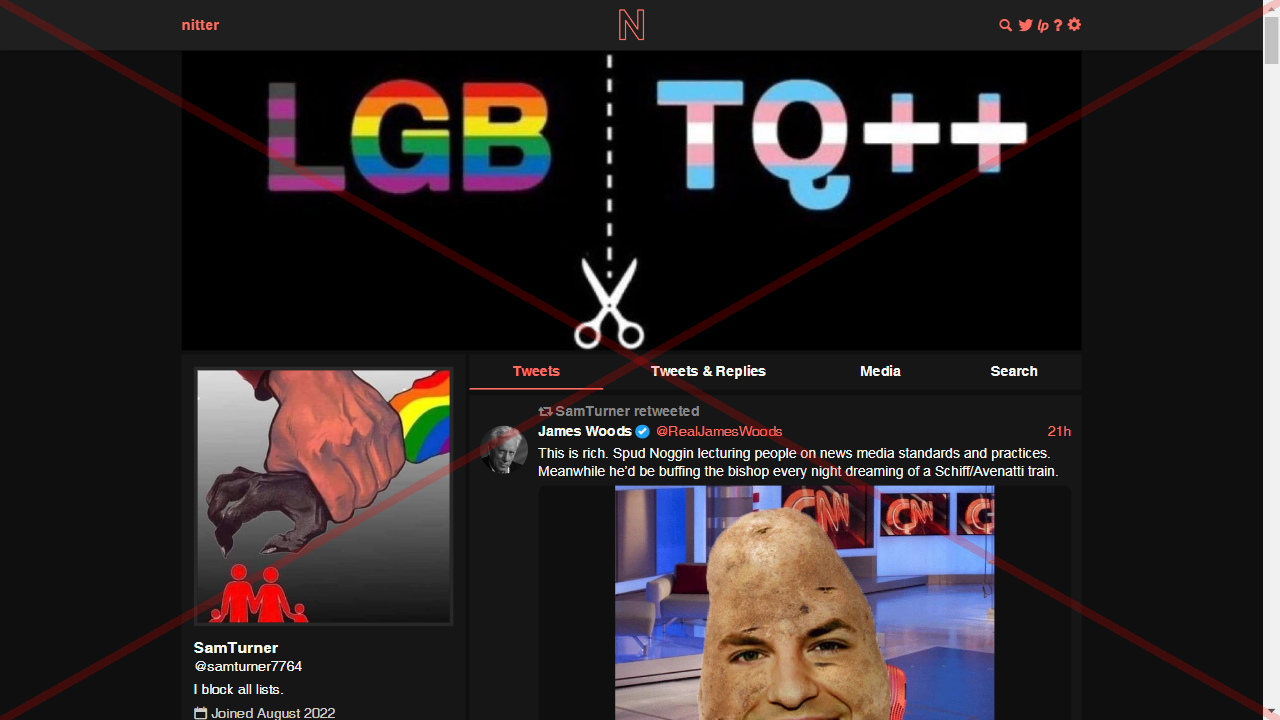 nitter
N
lp ?
LGB TQ++
Tweets
Tweets & Replies
Media
Search
SamTurner retweeted
James Woods @RealJamesWoods 21h
This is rich. Spud Noggin lecturing people on news media standards and practices.
Meanwhile he'd be buffing the bishop every night dreaming of a Schiff/Avenatti train.
CNN CNN
SamTurner
@samturner7764
I block all lists.
Joined August 2022